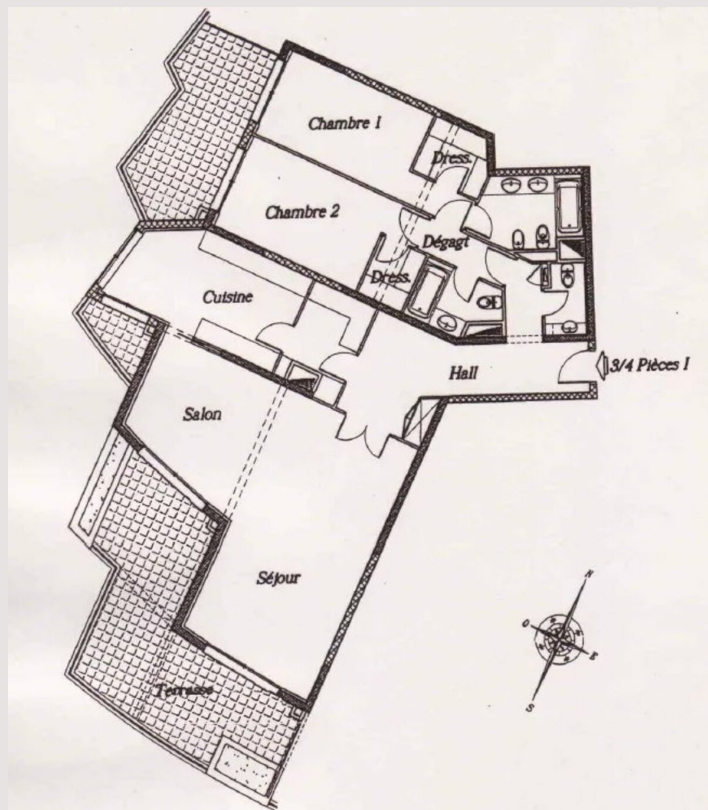 Chambre 1
Dress.
Chambre 2
Dégagt
Dress.
Cuisine
Hall
3/4 Pièces I
Salon
Séjour
Terrasse
N
O
E
S